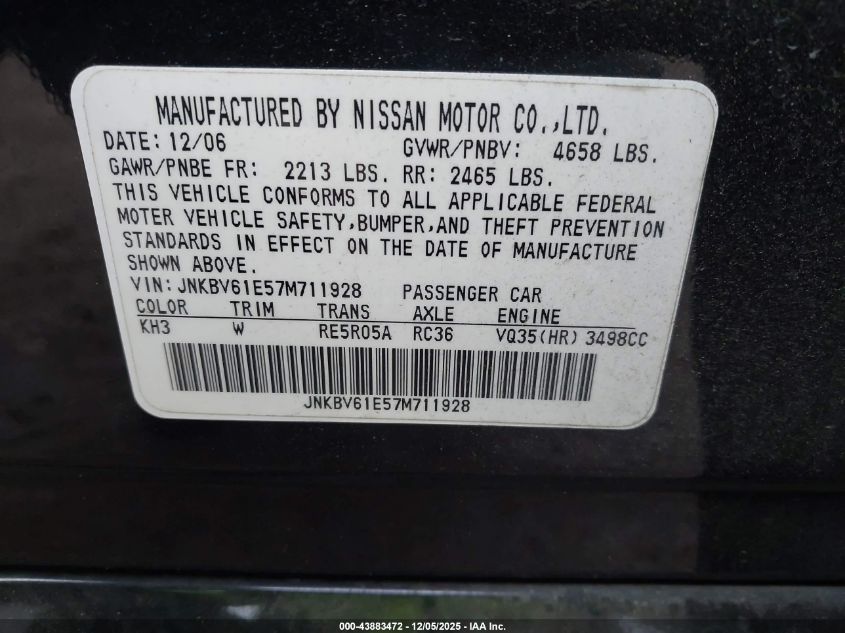 MANUFACTURED BY NISSAN MOTOR CO.,LTD.
DATE: 12/06 GVWR/PNBV: 4658 LBS.
GAWR/PNBE FR: 2213 LBS. RR: 2465 LBS.
THIS VEHICLE CONFORMS TO ALL APPLICABLE FEDERAL
MOTER VEHICLE SAFETY,BUMPER,AND THEFT PREVENTION
STANDARDS IN EFFECT ON THE DATE OF MANUFACTURE
SHOWN ABOVE.
VIN: JNKBV61E57M711928 PASSENGER CAR
COLOR TRIM TRANS AXLE ENGINE
KH3 W RE5R05A RC36 VQ35(HR) 3498CC
JNKBV61E57M711928
000-43883472 - 12/05/2025 - IAA Inc.